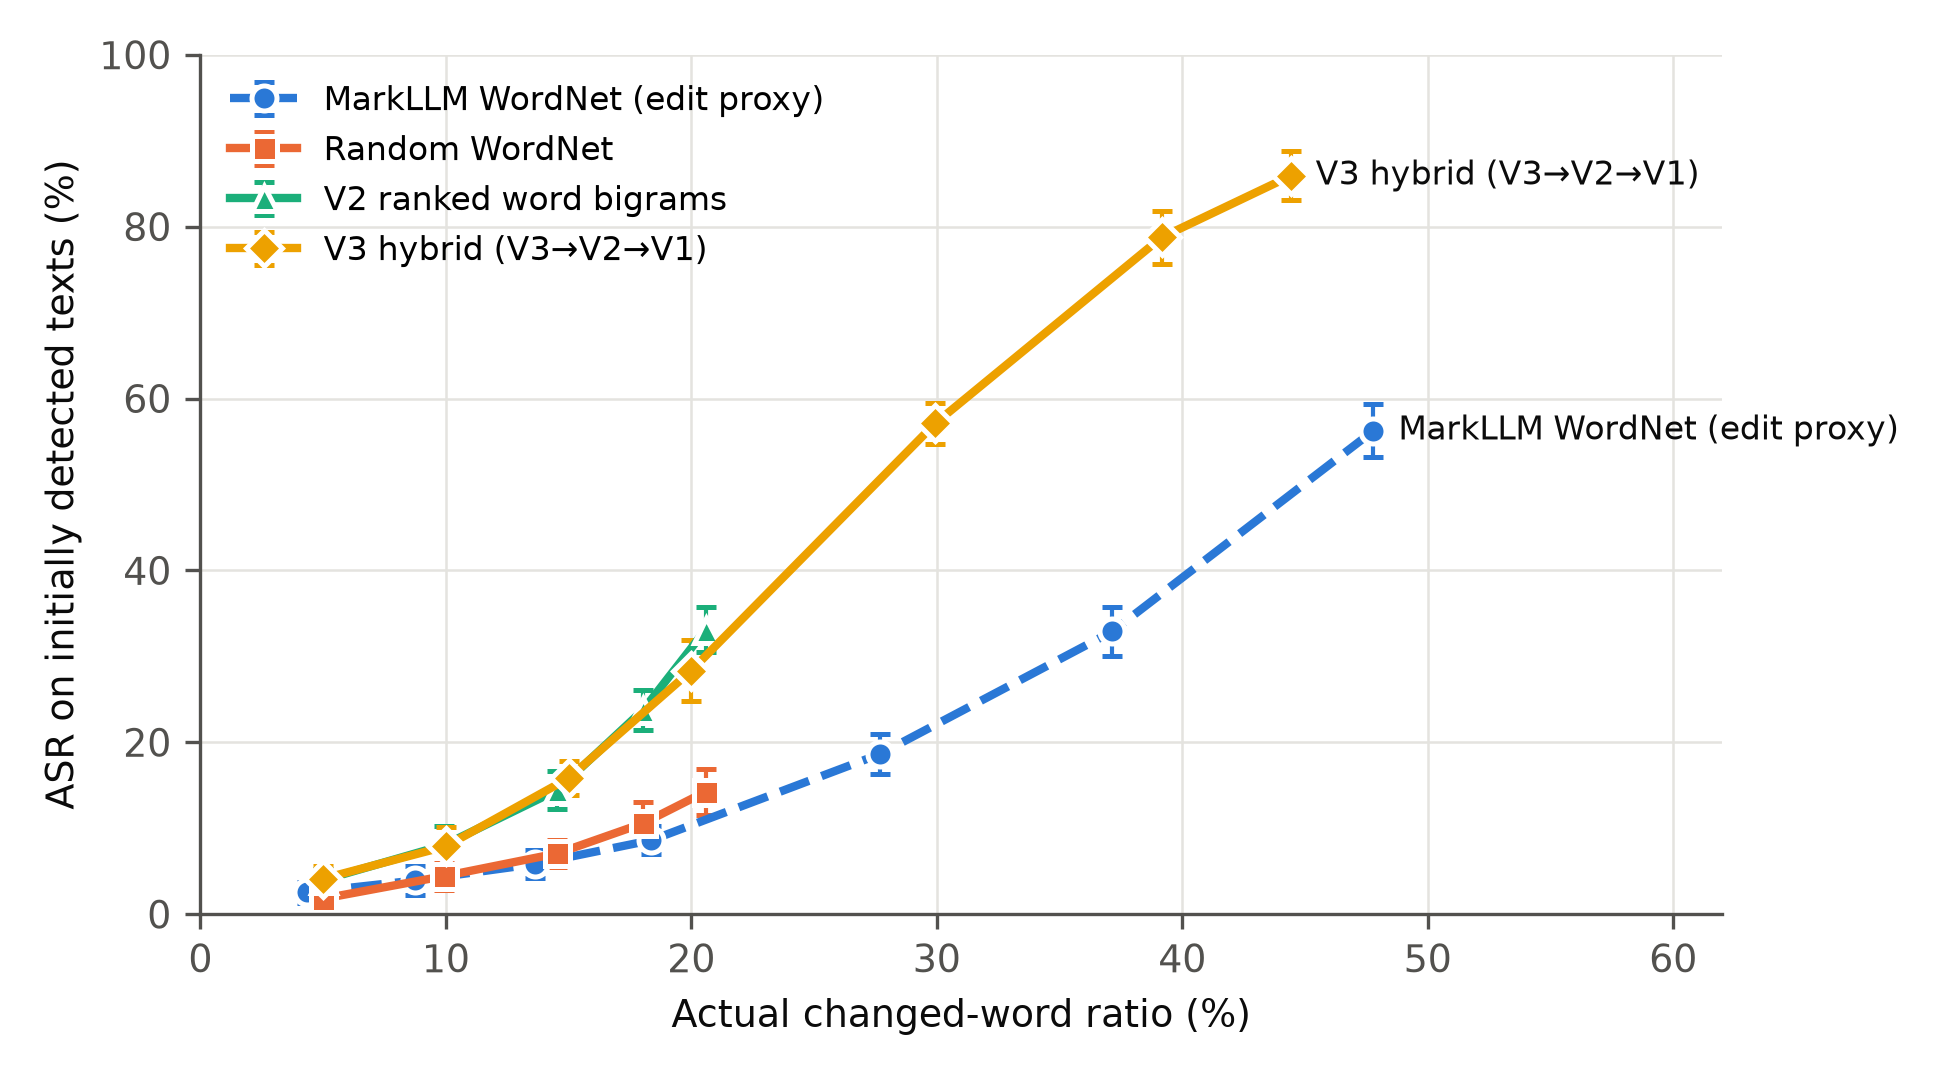 100
80
60
40
20
0
ASR on initially detected texts (%)
MarkLLM WordNet (edit proxy)
Random WordNet
V2 ranked word bigrams
V3 hybrid (V3→V2→V1)
V3 hybrid (V3→V2→V1)
MarkLLM WordNet (edit proxy)
0 10 20 30 40 50 60
Actual changed-word ratio (%)